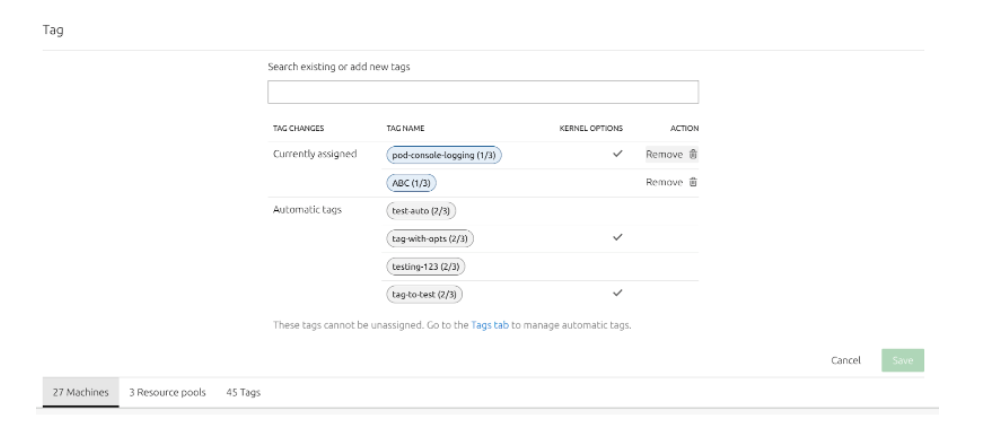 Tag
Search existing or add new tags
TAG CHANGES TAG NAME KERNEL OPTIONS ACTION
Currently assigned pod-console-logging (1/3) Remove
ABC (1/3) Remove
Automatic tags test-auto (2/3)
tag-with-opts (2/3)
testing-123 (2/3)
tag-to-test (2/3)
These tags cannot be unassigned. Go to the Tags tab to manage automatic tags.
Cancel Save
27 Machines 3 Resource pools 45 Tags